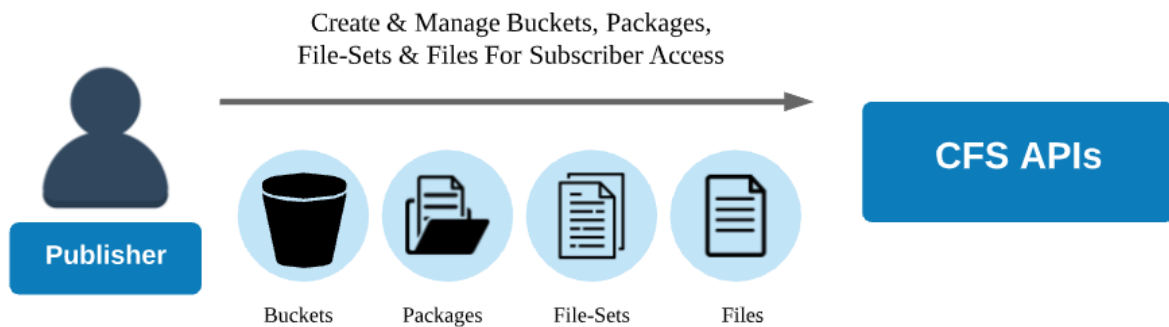 Create & Manage Buckets, Packages,
File-Sets & Files For Subscriber Access
CFS APIs
Publisher
Buckets
Packages
File-Sets
Files